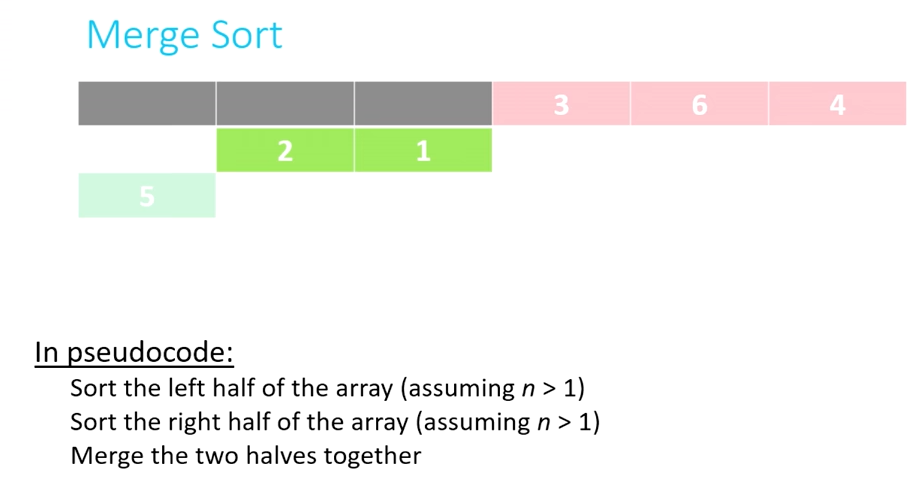 Merge Sort
3 6 4
2 1
5
In pseudocode:
Sort the left half of the array (assuming n > 1)
Sort the right half of the array (assuming n > 1)
Merge the two halves together